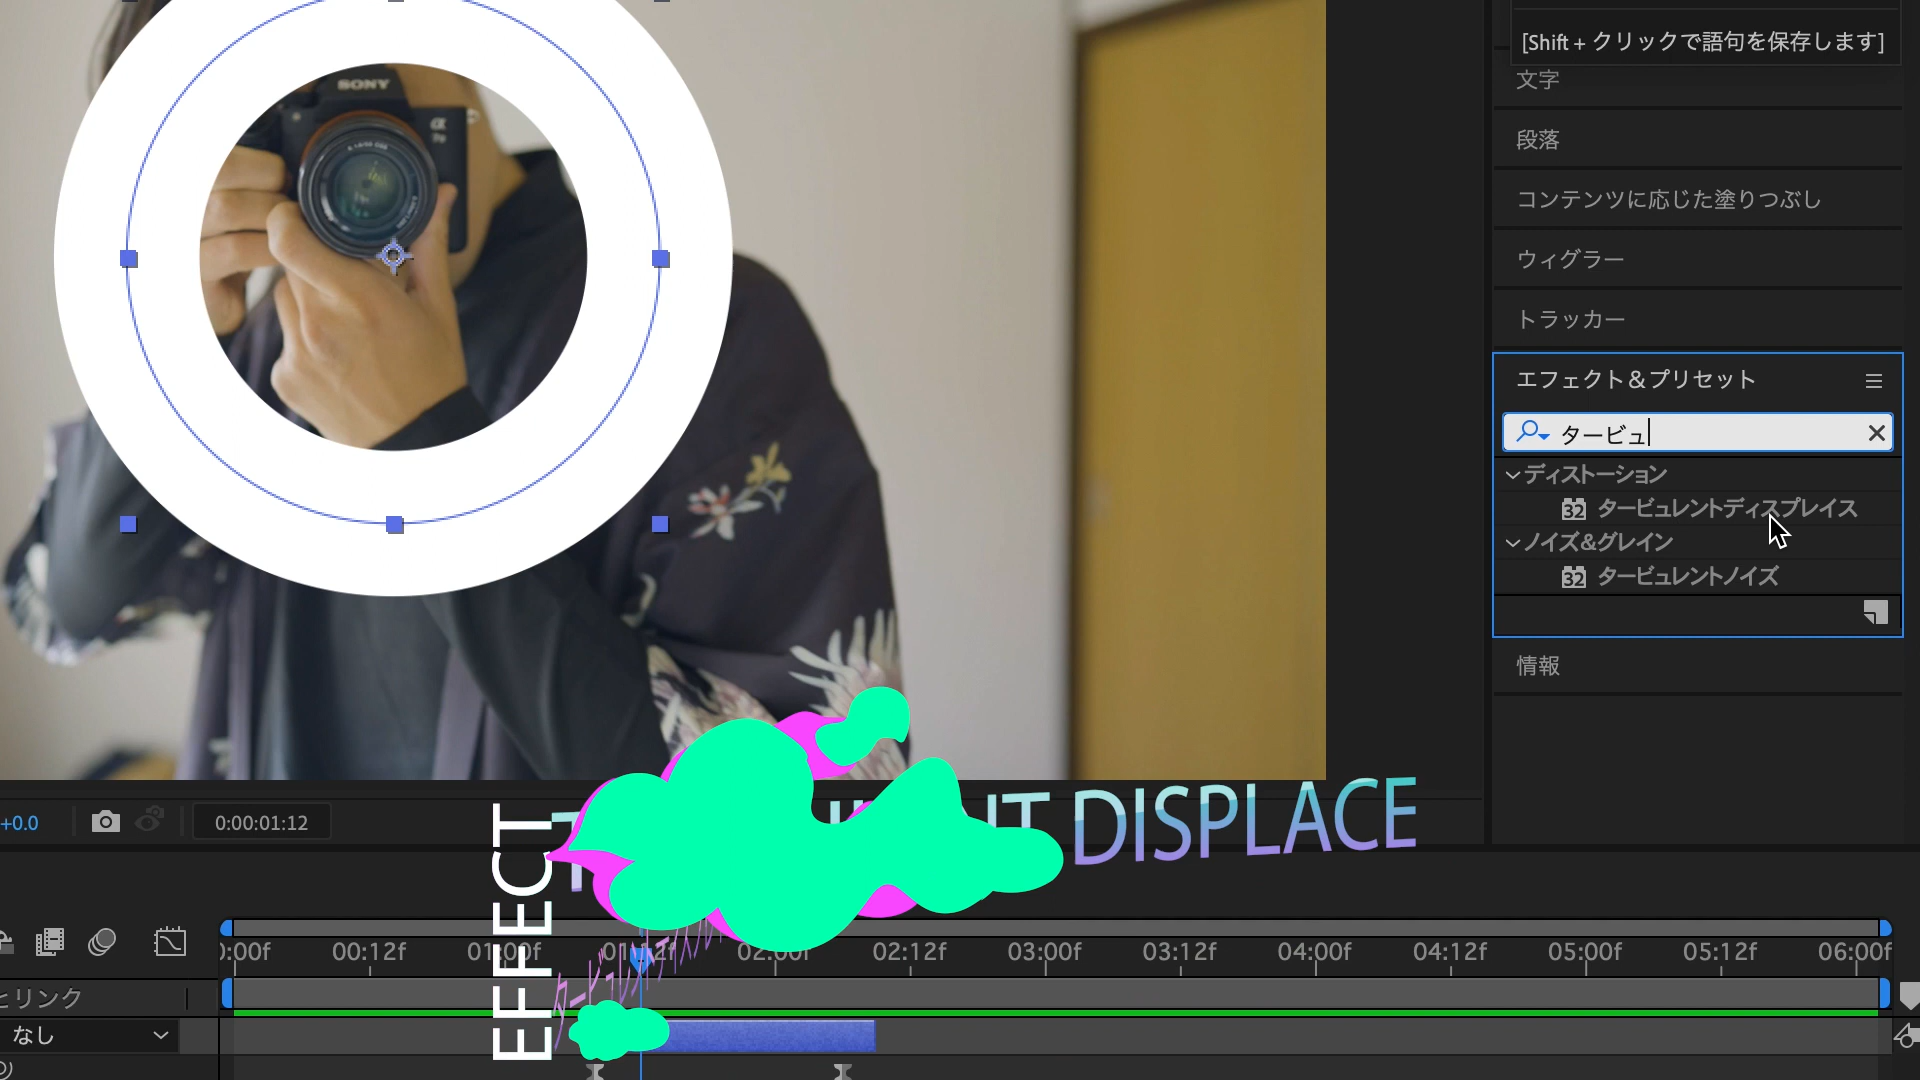 [Shift + クリックで語句を保存します]
文字
段落
コンテンツに応じた塗りつぶし
ウィグラー
トラッカー
エフェクト＆プリセット
タービュ
ディストーション
32 タービュレントディスプレイス
ノイズ&グレイン
32 タービュレントノイズ
情報
SONY
α
+0.0
0:00:01:12
DISPLACE
EFFECT
00:12f
02:12f 03:00f 03:12f 04:00f 04:12f 05:00f 05:12f 06:00f
とリンク
なし